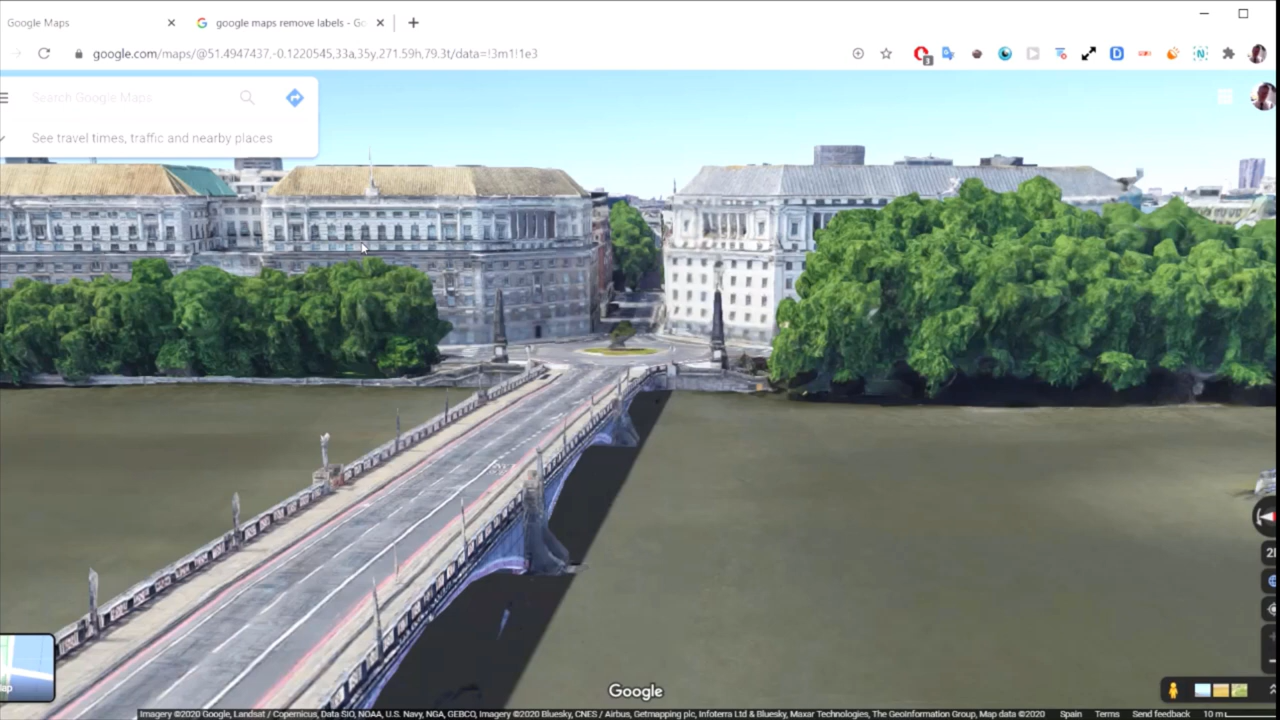 Google Maps
google maps remove labels - Go
google.com/maps/@51.4947437,-0.1220545,33a,35y,271.59h,79.3t/data=!3m1!1e3
3
D
N
Search Google Maps
See travel times, traffic and nearby places
Google
Imagery ©2020 Google, Landsat / Copernicus, Data SIO, NOAA, U.S. Navy, NGA, GEBCO, Imagery ©2020 Bluesky, CNES / Airbus, Getmapping plc, Infoterra Ltd & Bluesky, Maxar Technologies, The GeoInformation Group, Map data ©2020 Spain Terms Send feedback 10 m